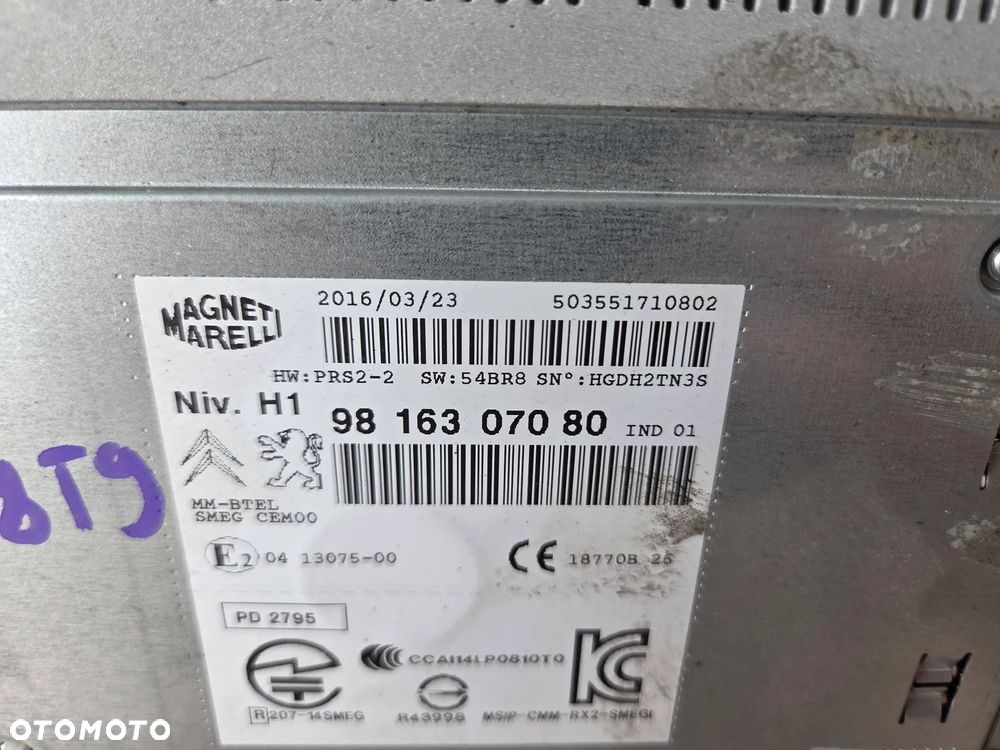 MAGNETI MARELLI
2016/03/23 503551710802
HW:PRS2-2 SW:54BR8 SN°:HGDH2TN3S
Niv. H1 98 163 070 80 IND 01
MM-BTEL
SMEG CEM00
8T9
E2 04 13075-00 CE 18770B 25
PD 2795
CCAI14LP0810T0
R 207-14SMEG R43998 MSIP-CMM-RX2-SMEGI
OTOMOTO